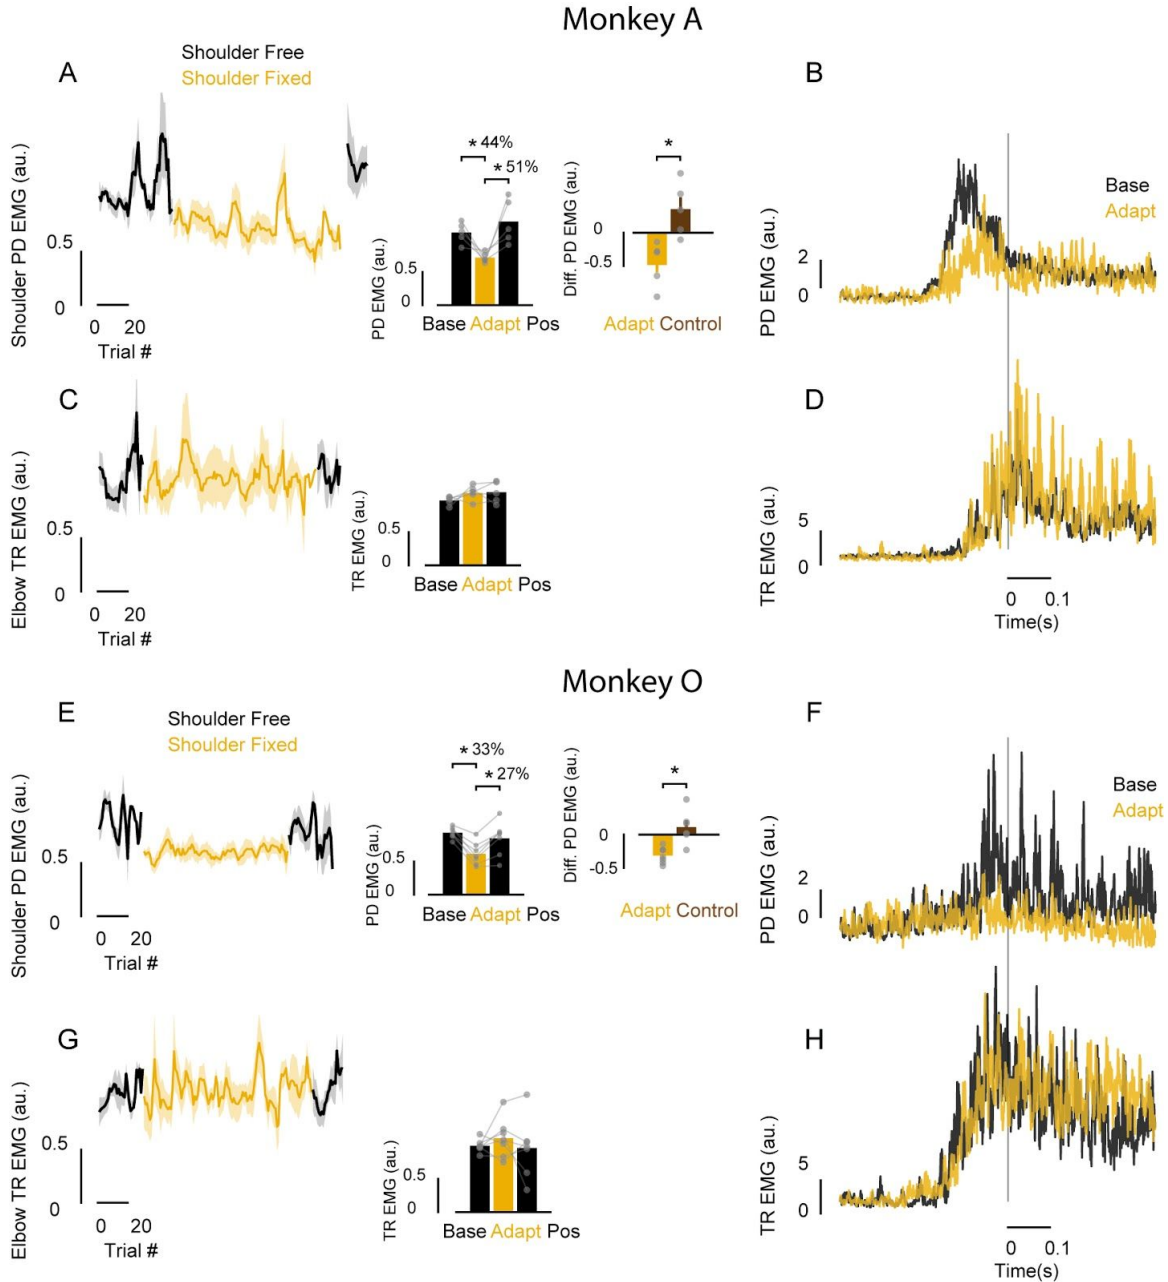 Monkey A
A
Shoulder Free
Shoulder Fixed
Shoulder PD EMG (au.)
0.5
0
0 20
Trial #
* 44%
* 51%
PD EMG (au.)
0.5
0
Base Adapt Pos
*
Diff. PD EMG (au.)
0
-0.5
Adapt Control
B
Base
Adapt
PD EMG (au.)
2
0
C
Elbow TR EMG (au.)
0.5
0
0 20
Trial #
TR EMG (au.)
0.5
0
Base Adapt Pos
D
TR EMG (au.)
5
0
0 0.1
Time(s)
Monkey O
E
Shoulder Free
Shoulder Fixed
Shoulder PD EMG (au.)
0.5
0
0 20
Trial #
* 33%
* 27%
PD EMG (au.)
0.5
0
Base Adapt Pos
*
Diff. PD EMG (au.)
0
-0.5
Adapt Control
F
Base
Adapt
PD EMG (au.)
2
0
G
Elbow TR EMG (au.)
0.5
0
0 20
Trial #
TR EMG (au.)
0.5
0
Base Adapt Pos
H
TR EMG (au.)
5
0
0 0.1
Time(s)